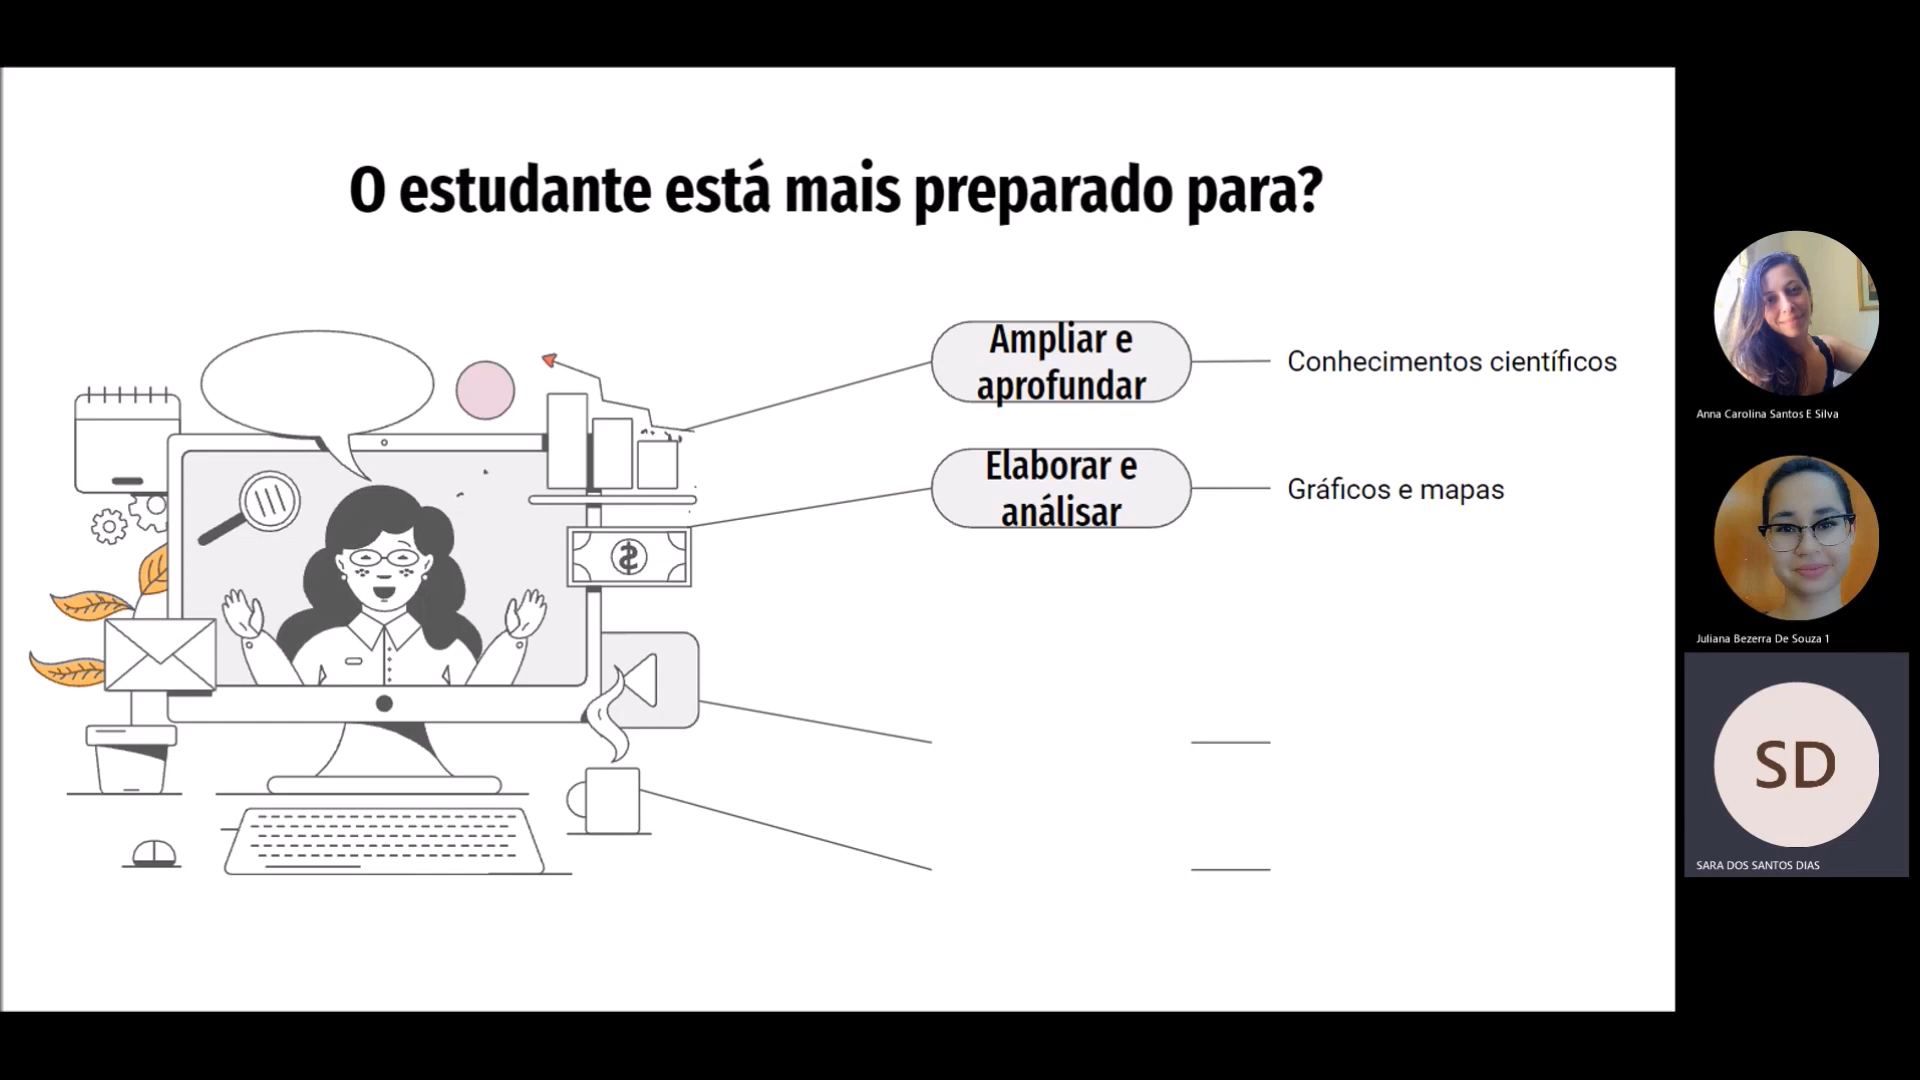 O estudante está mais preparado para?
Ampliar e
aprofundar
Conhecimentos científicos
Elaborar e
análisar
Gráficos e mapas
Anna Carolina Santos E Silva
Juliana Bezerra De Souza 1
SD
SARA DOS SANTOS DIAS